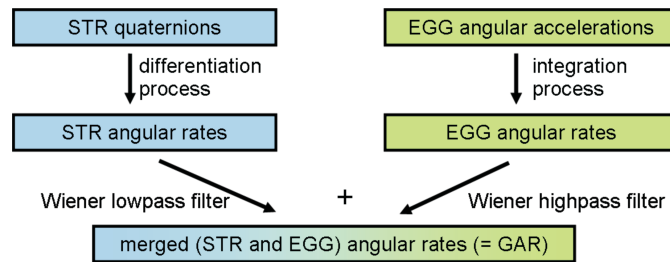 STR quaternions
EGG angular accelerations
differentiation
process
integration
process
STR angular rates
EGG angular rates
Wiener lowpass filter
+
Wiener highpass filter
merged (STR and EGG) angular rates (= GAR)